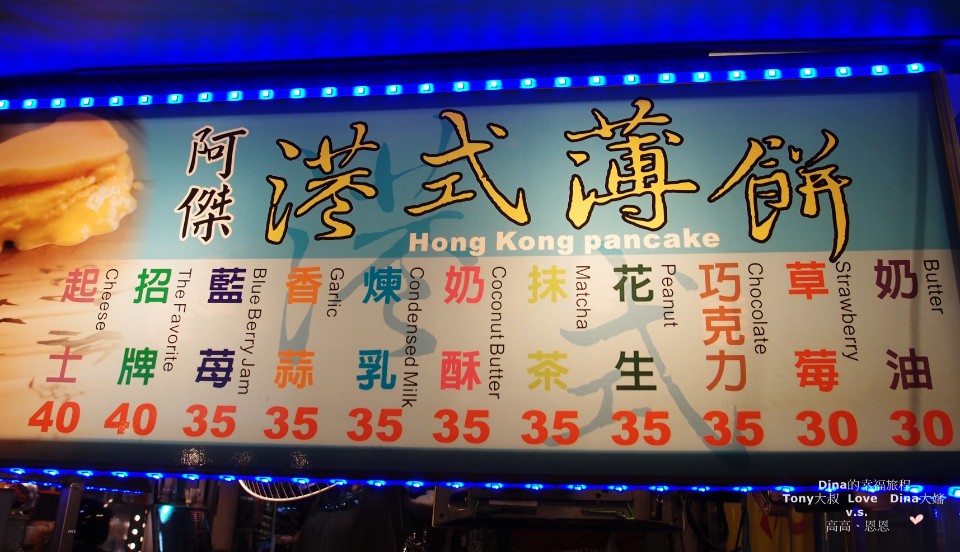 阿傑
港式薄餅
Hong Kong pancake
奶油 Butter 30
草莓 Strawberry 30
巧克力 Chocolate 35
花生 Peanut 35
抹茶 Matcha 35
奶酥 Coconut Butter 35
煉乳 Condensed Milk 35
香蒜 Garlic 35
藍莓 Blue Berry Jam 35
招牌 The Favorite 40
起士 Cheese 40
港式
Dina的幸福旅程
Tony大叔 Love Dina大嬸
v.s.
高高、恩恩